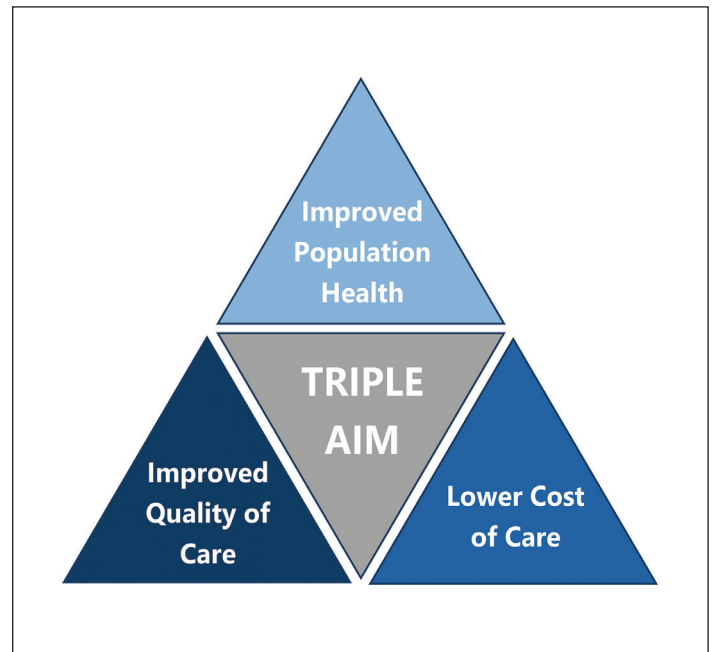 Improved
Population
Health
TRIPLE
AIM
Improved
Quality of
Care
Lower Cost
of Care